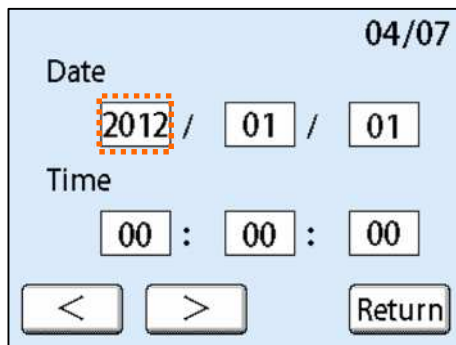 04/07
Date
2012 / 01 / 01
Time
00 : 00 : 00
< > Return